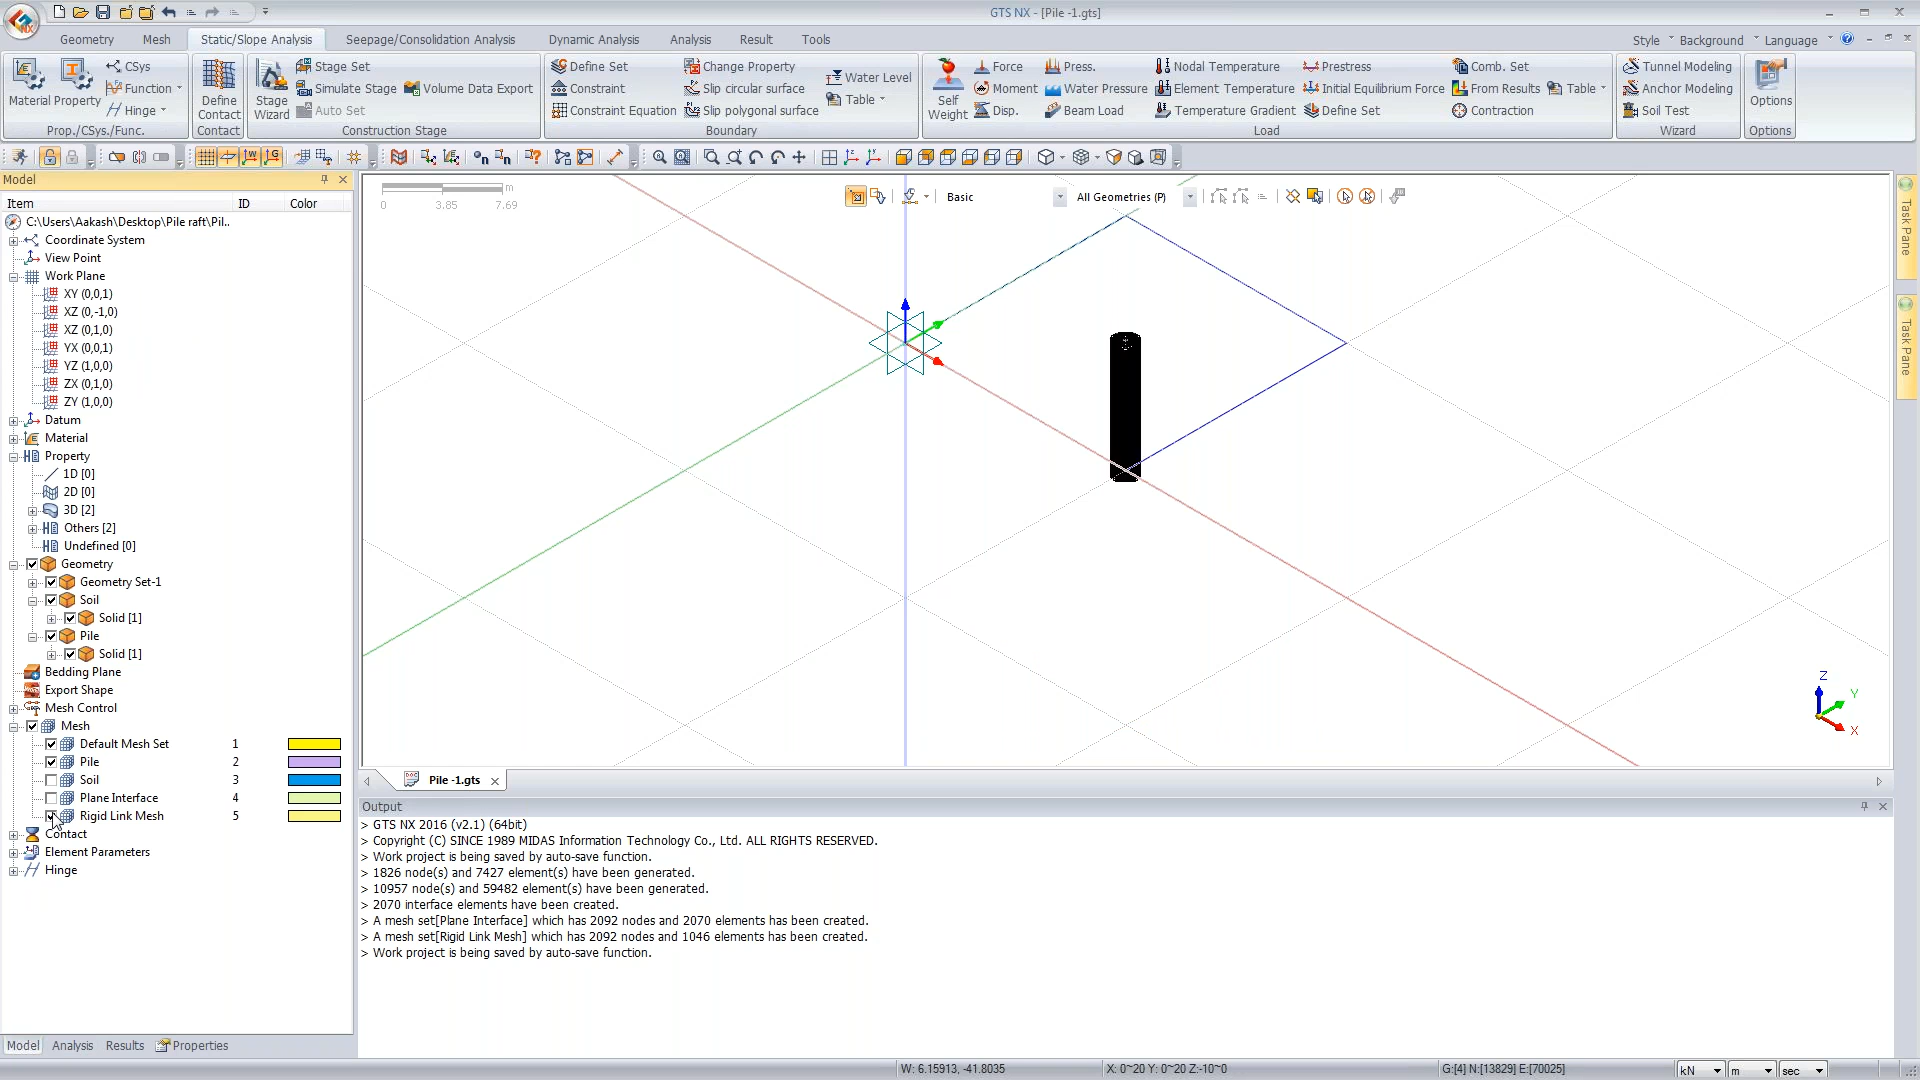 GTS NX - [Pile -1.gts]
Geometry Mesh Static/Slope Analysis Seepage/Consolidation Analysis Dynamic Analysis Analysis Result Tools
Style Background Language
Material Property
CSys
Function
Hinge
Prop./CSys./Func.
Define Contact
Contact
Stage Wizard
Stage Set
Simulate Stage Volume Data Export
Auto Set
Construction Stage
Define Set Change Property Water Level
Constraint Slip circular surface Table
Constraint Equation Slip polygonal surface
Boundary
Self Weight
Force Press. Nodal Temperature Prestress Comb. Set
Moment Water Pressure Element Temperature Initial Equilibrium Force From Results Table
Disp. Beam Load Temperature Gradient Define Set Contraction
Load
Tunnel Modeling
Anchor Modeling
Soil Test
Wizard
Options
Options
Model
Item ID Color
C:\Users\Aakash\Desktop\Pile raft\Pil..
Coordinate System
View Point
Work Plane
XY (0,0,1)
XZ (0,-1,0)
XZ (0,1,0)
YX (0,0,1)
YZ (1,0,0)
ZX (0,1,0)
ZY (1,0,0)
Datum
Material
Property
1D [0]
2D [0]
3D [2]
Others [2]
Undefined [0]
Geometry
Geometry Set-1
Soil
Solid [1]
Pile
Solid [1]
Bedding Plane
Export Shape
Mesh Control
Mesh
Default Mesh Set 1
Pile 2
Soil 3
Plane Interface 4
Rigid Link Mesh 5
Contact
Element Parameters
Hinge
Model Analysis Results Properties
m
0 3.85 7.69
Basic All Geometries (P)
Z
Y
X
Task Pane
Task Pane
Pile -1.gts
Output
> GTS NX 2016 (v2.1) (64bit)
> Copyright (C) SINCE 1989 MIDAS Information Technology Co., Ltd. ALL RIGHTS RESERVED.
> Work project is being saved by auto-save function.
> 1826 node(s) and 7427 element(s) have been generated.
> 10957 node(s) and 59482 element(s) have been generated.
> 2070 interface elements have been created.
> A mesh set[Plane Interface] which has 2092 nodes and 2070 elements has been created.
> A mesh set[Rigid Link Mesh] which has 2092 nodes and 1046 elements has been created.
> Work project is being saved by auto-save function.
W: 6.15913, -41.8035 X: 0~20 Y: 0~20 Z:-10~0 G:[4] N:[13829] E:[70025] kN m sec